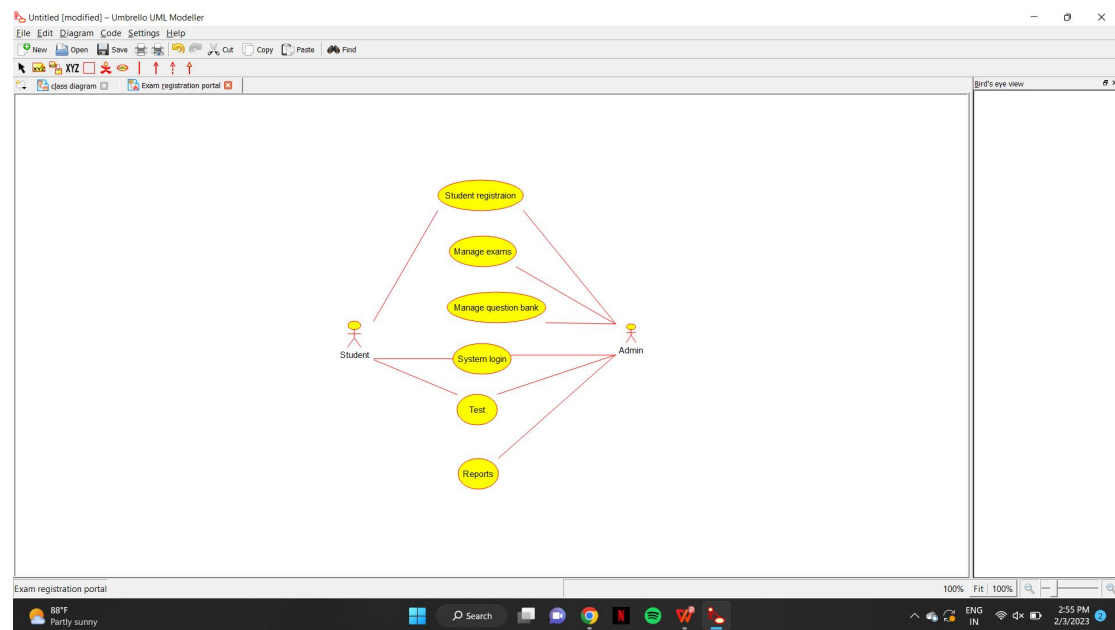 Untitled [modified] – Umbrello UML Modeller
File Edit Diagram Code Settings Help
New Open Save Cut Copy Paste Find
XYZ XYZ
class diagram Exam registration portal Bird's eye view
Student registraion
Manage exams
Manage question bank
Student
System login
Admin
Test
Reports
Exam registration portal 100% Fit 100%
88°F
Partly sunny
Search
N
W
ENG
IN
2:55 PM
2/3/2023
2